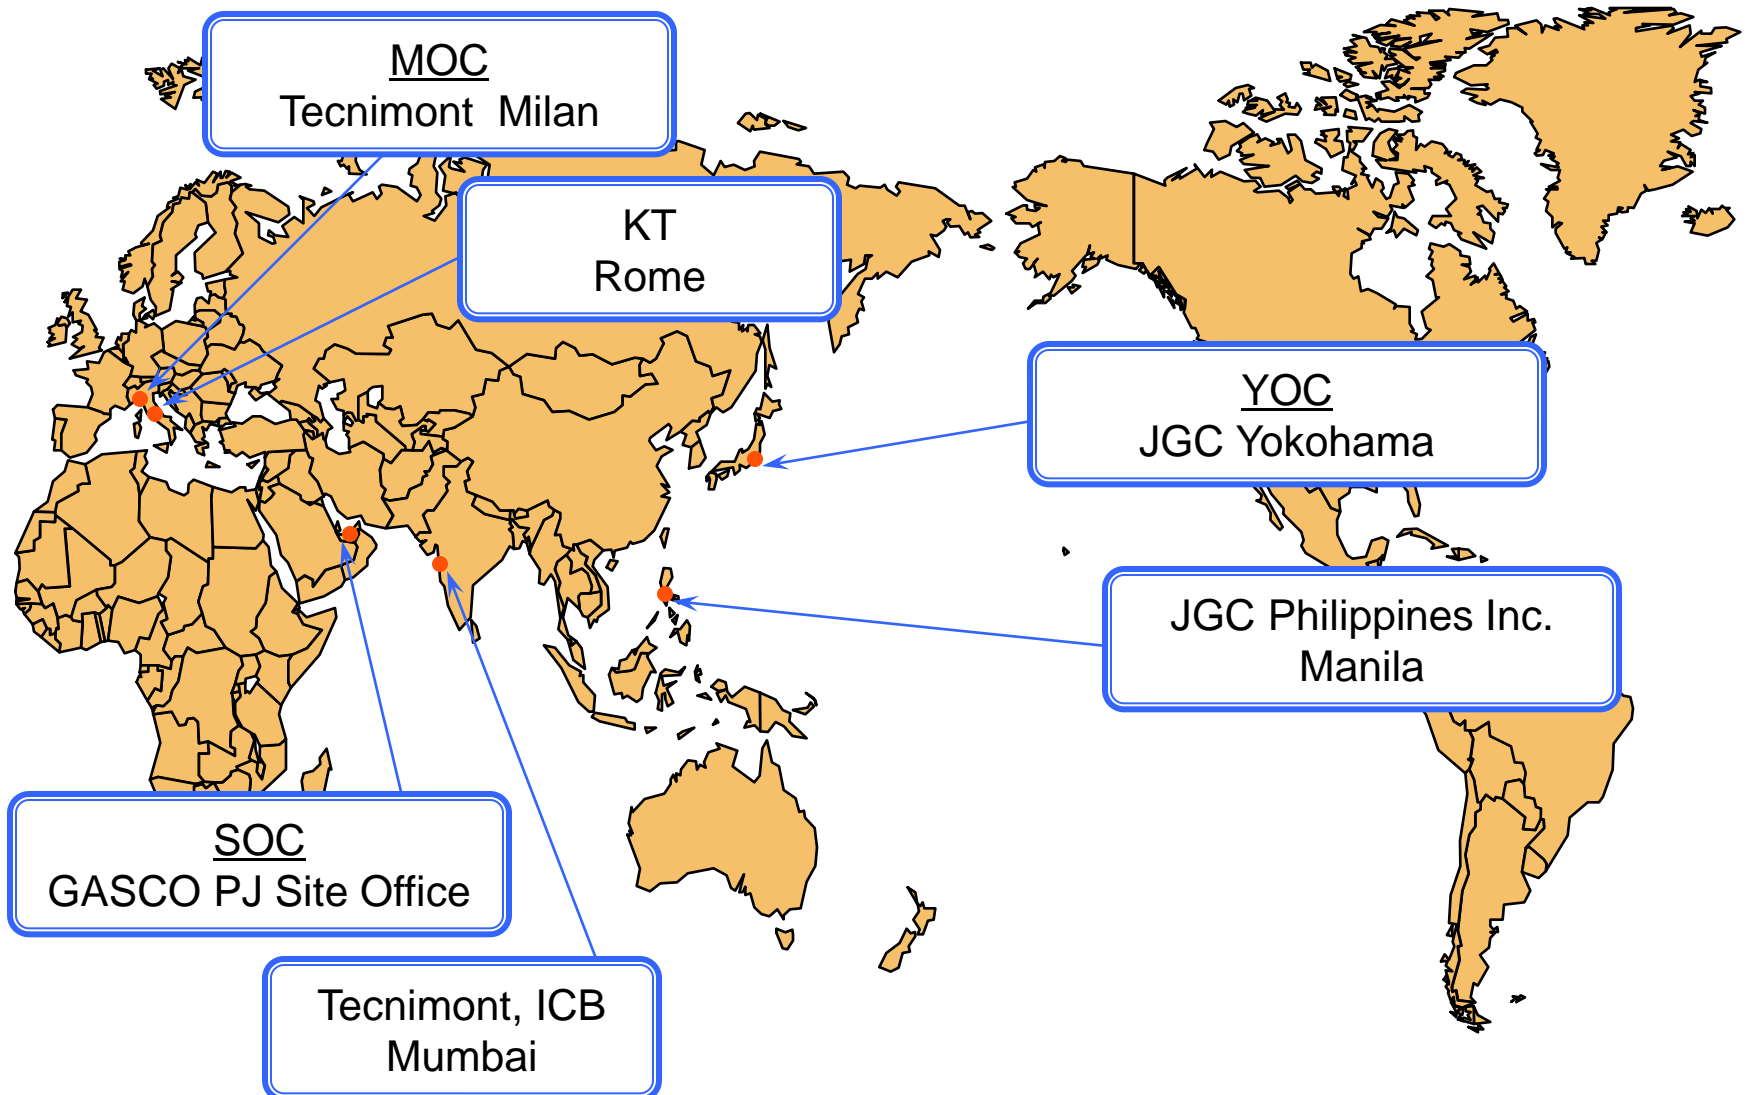 MOC
Tecnimont Milan
KT
Rome
YOC
JGC Yokohama
JGC Philippines Inc.
Manila
SOC
GASCO PJ Site Office
Tecnimont, ICB
Mumbai